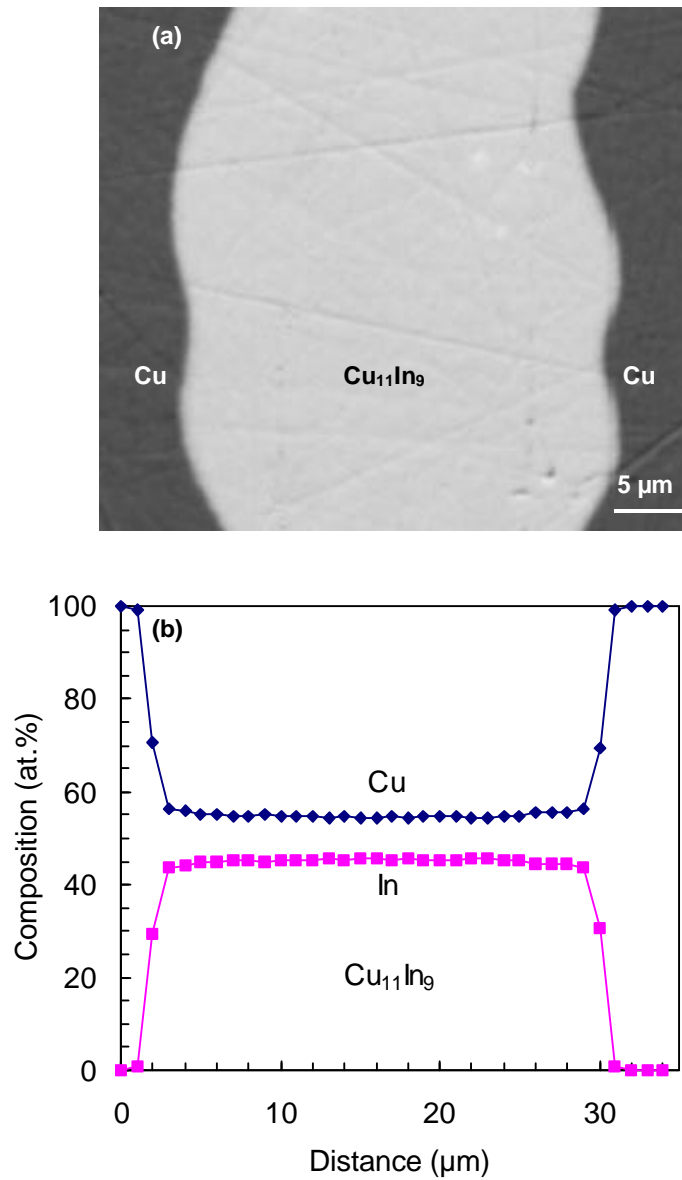 (a)
Cu Cu₁₁In₉ Cu
5 µm
100 (b)
80
Cu
60
40
In
Cu₁₁In₉
20
0
0 10 20 30
Composition (at.%)
Distance (µm)